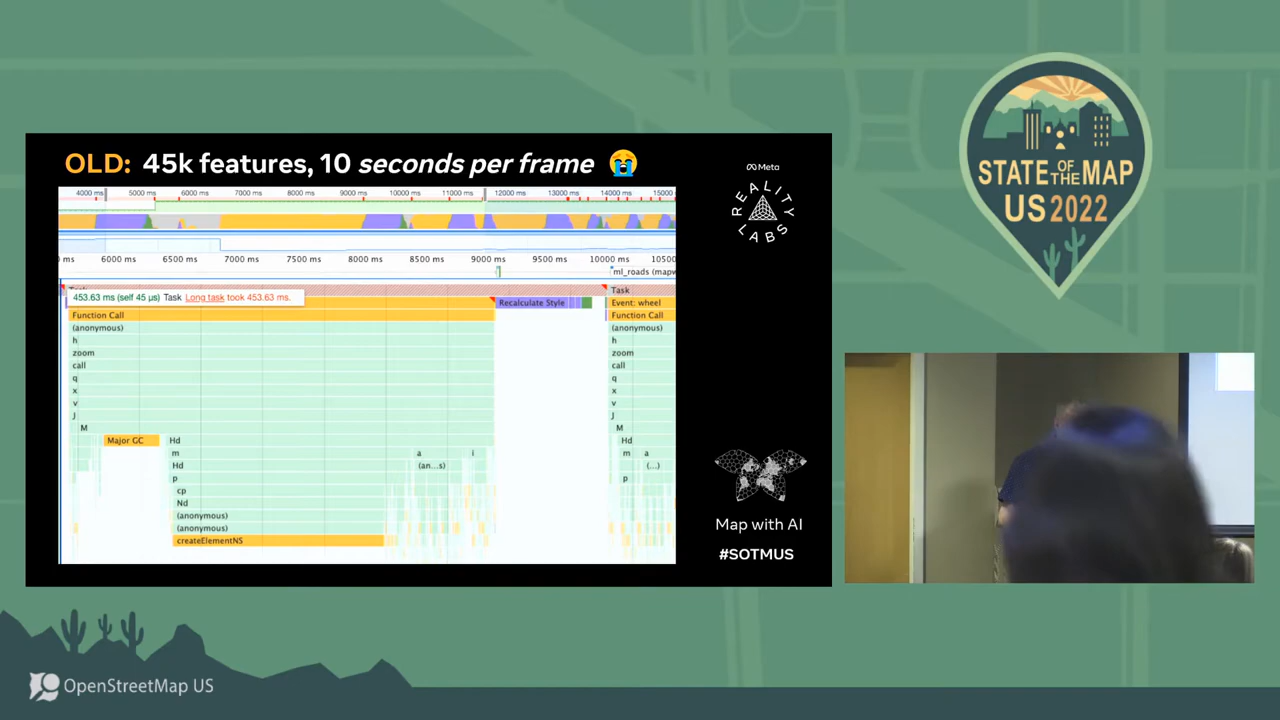 OLD: 45k features, 10 seconds per frame 😭
4000 ms 5000 ms 6000 ms 7000 ms 8000 ms 9000 ms 10000 ms 11000 ms 12000 ms 13000 ms 14000 ms 15000
0 ms 6000 ms 6500 ms 7000 ms 7500 ms 8000 ms 8500 ms 9000 ms 9500 ms 10000 ms 10500
ml_roads (mapw
Task
453.63 ms (self 45 μs) Task Long task took 453.63 ms.
Recalculate Style Event: wheel
Function Call Function Call
(anonymous) (anonymous)
h h
zoom zoom
call call
q q
x x
v v
J J
M M
Major GC Hd Hd
m a i m a
Hd (an...s) (...)
p p
cp
Nd
(anonymous)
(anonymous)
createElementNS
Meta
REALITY LABS
Map with AI
#SOTMUS
STATE OF THE MAP
US 2022
OpenStreetMap US